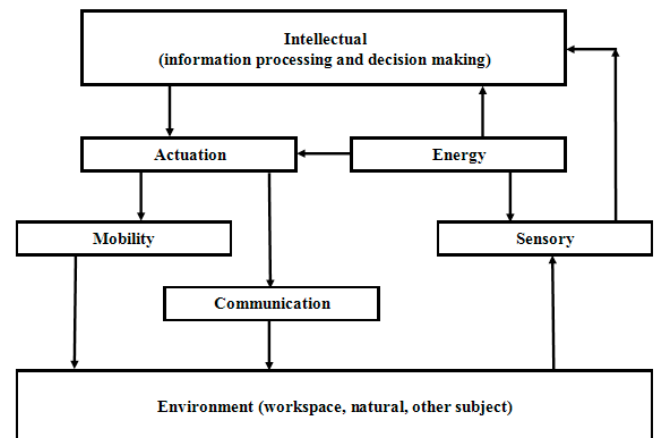 Intellectual
(information processing and decision making)
Actuation
Energy
Mobility
Sensory
Communication
Environment (workspace, natural, other subject)